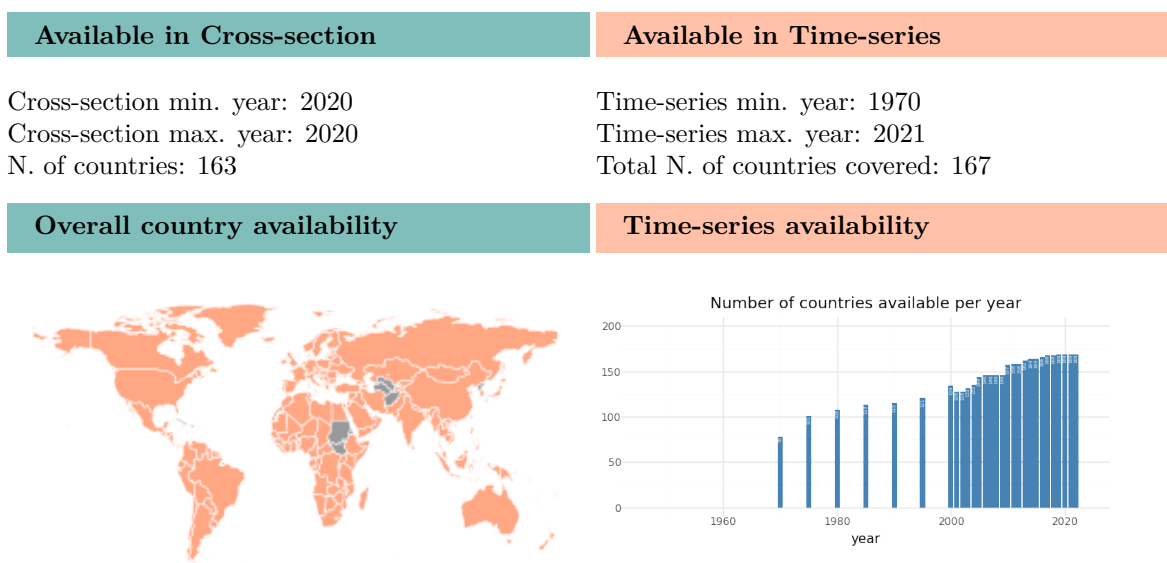 Available in Cross-section
Cross-section min. year: 2020
Cross-section max. year: 2020
N. of countries: 163
Available in Time-series
Time-series min. year: 1970
Time-series max. year: 2021
Total N. of countries covered: 167
Overall country availability
Time-series availability
Number of countries available per year
200
150
100
50
0
1960
1980
2000
2020
year